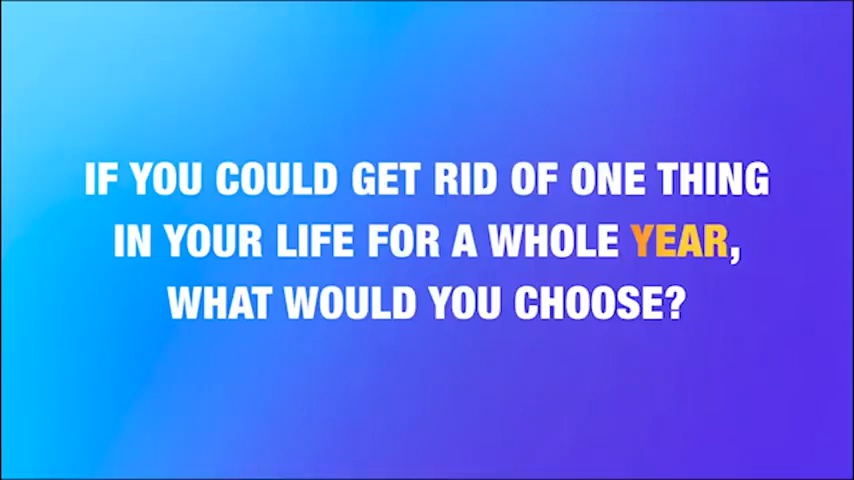 IF YOU COULD GET RID OF ONE THING
IN YOUR LIFE FOR A WHOLE YEAR,
WHAT WOULD YOU CHOOSE?